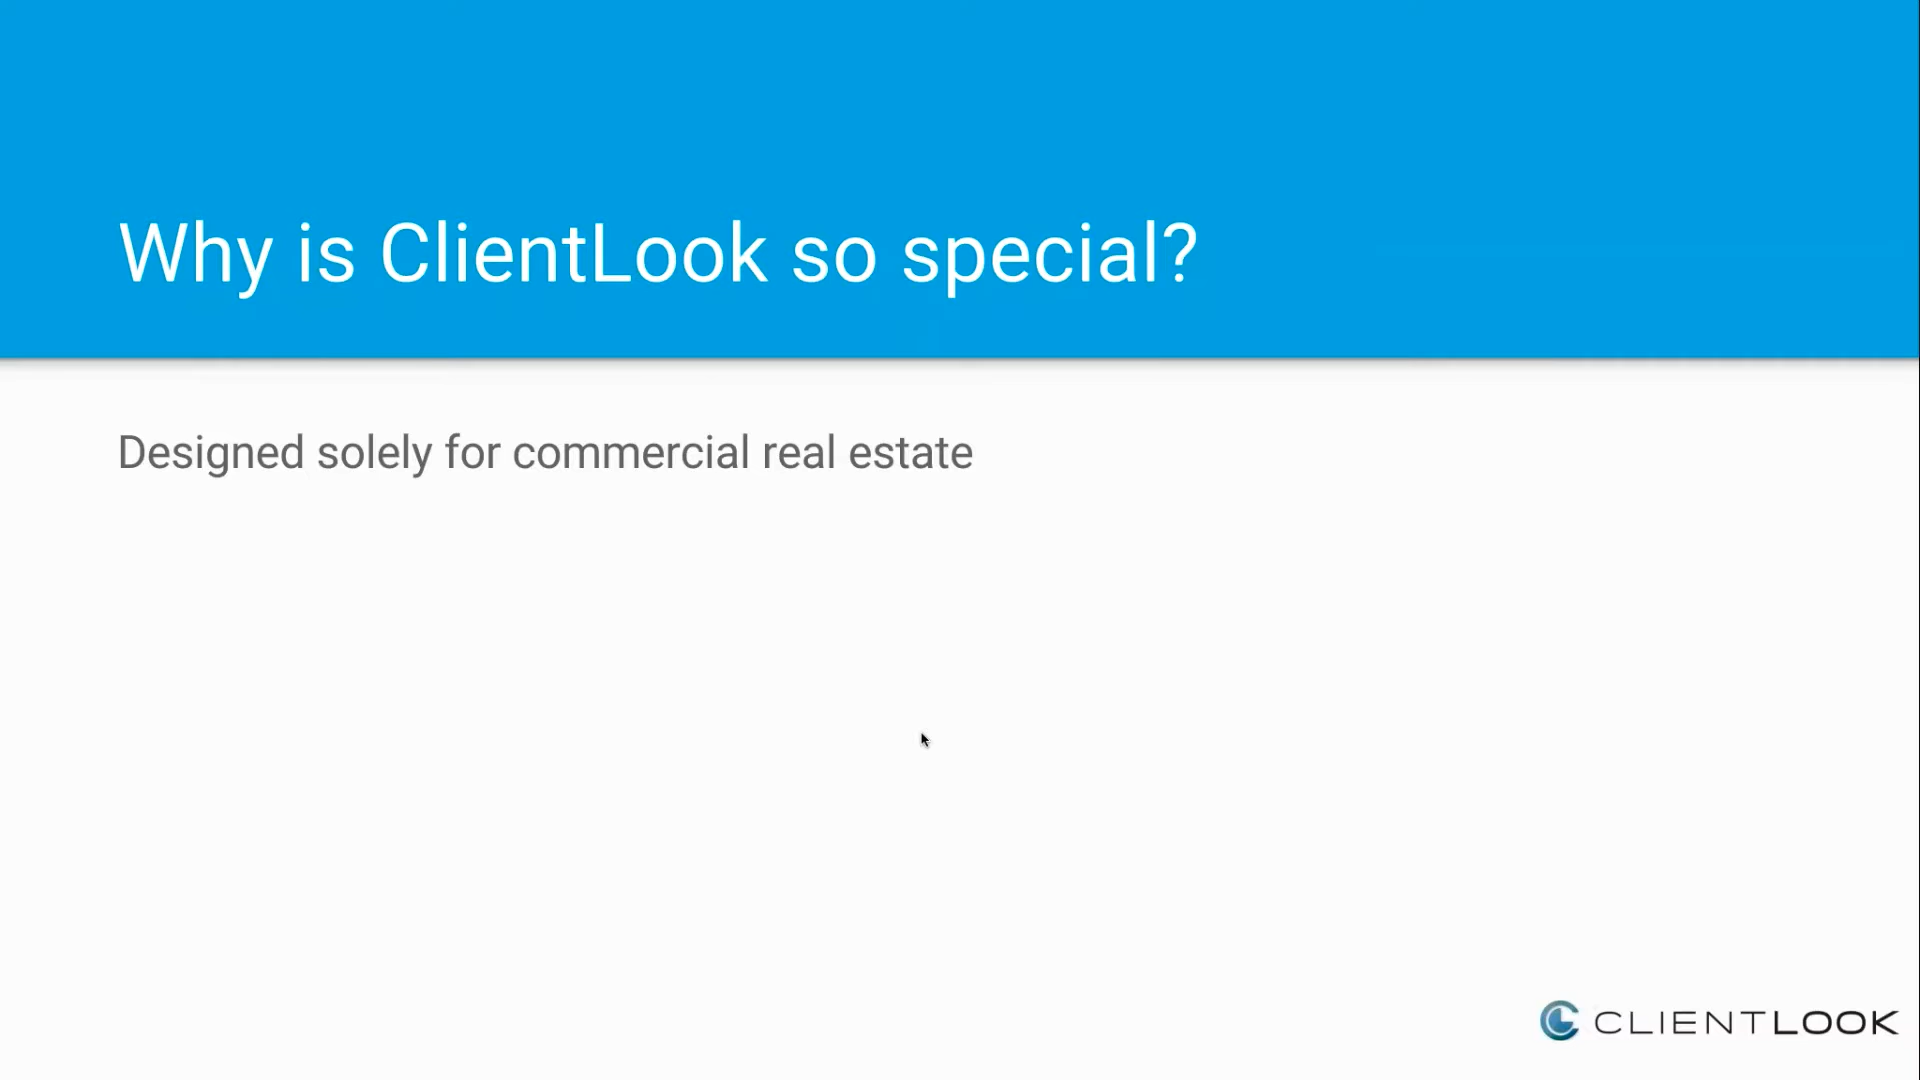 Why is ClientLook so special?
Designed solely for commercial real estate
CLIENTLOOK